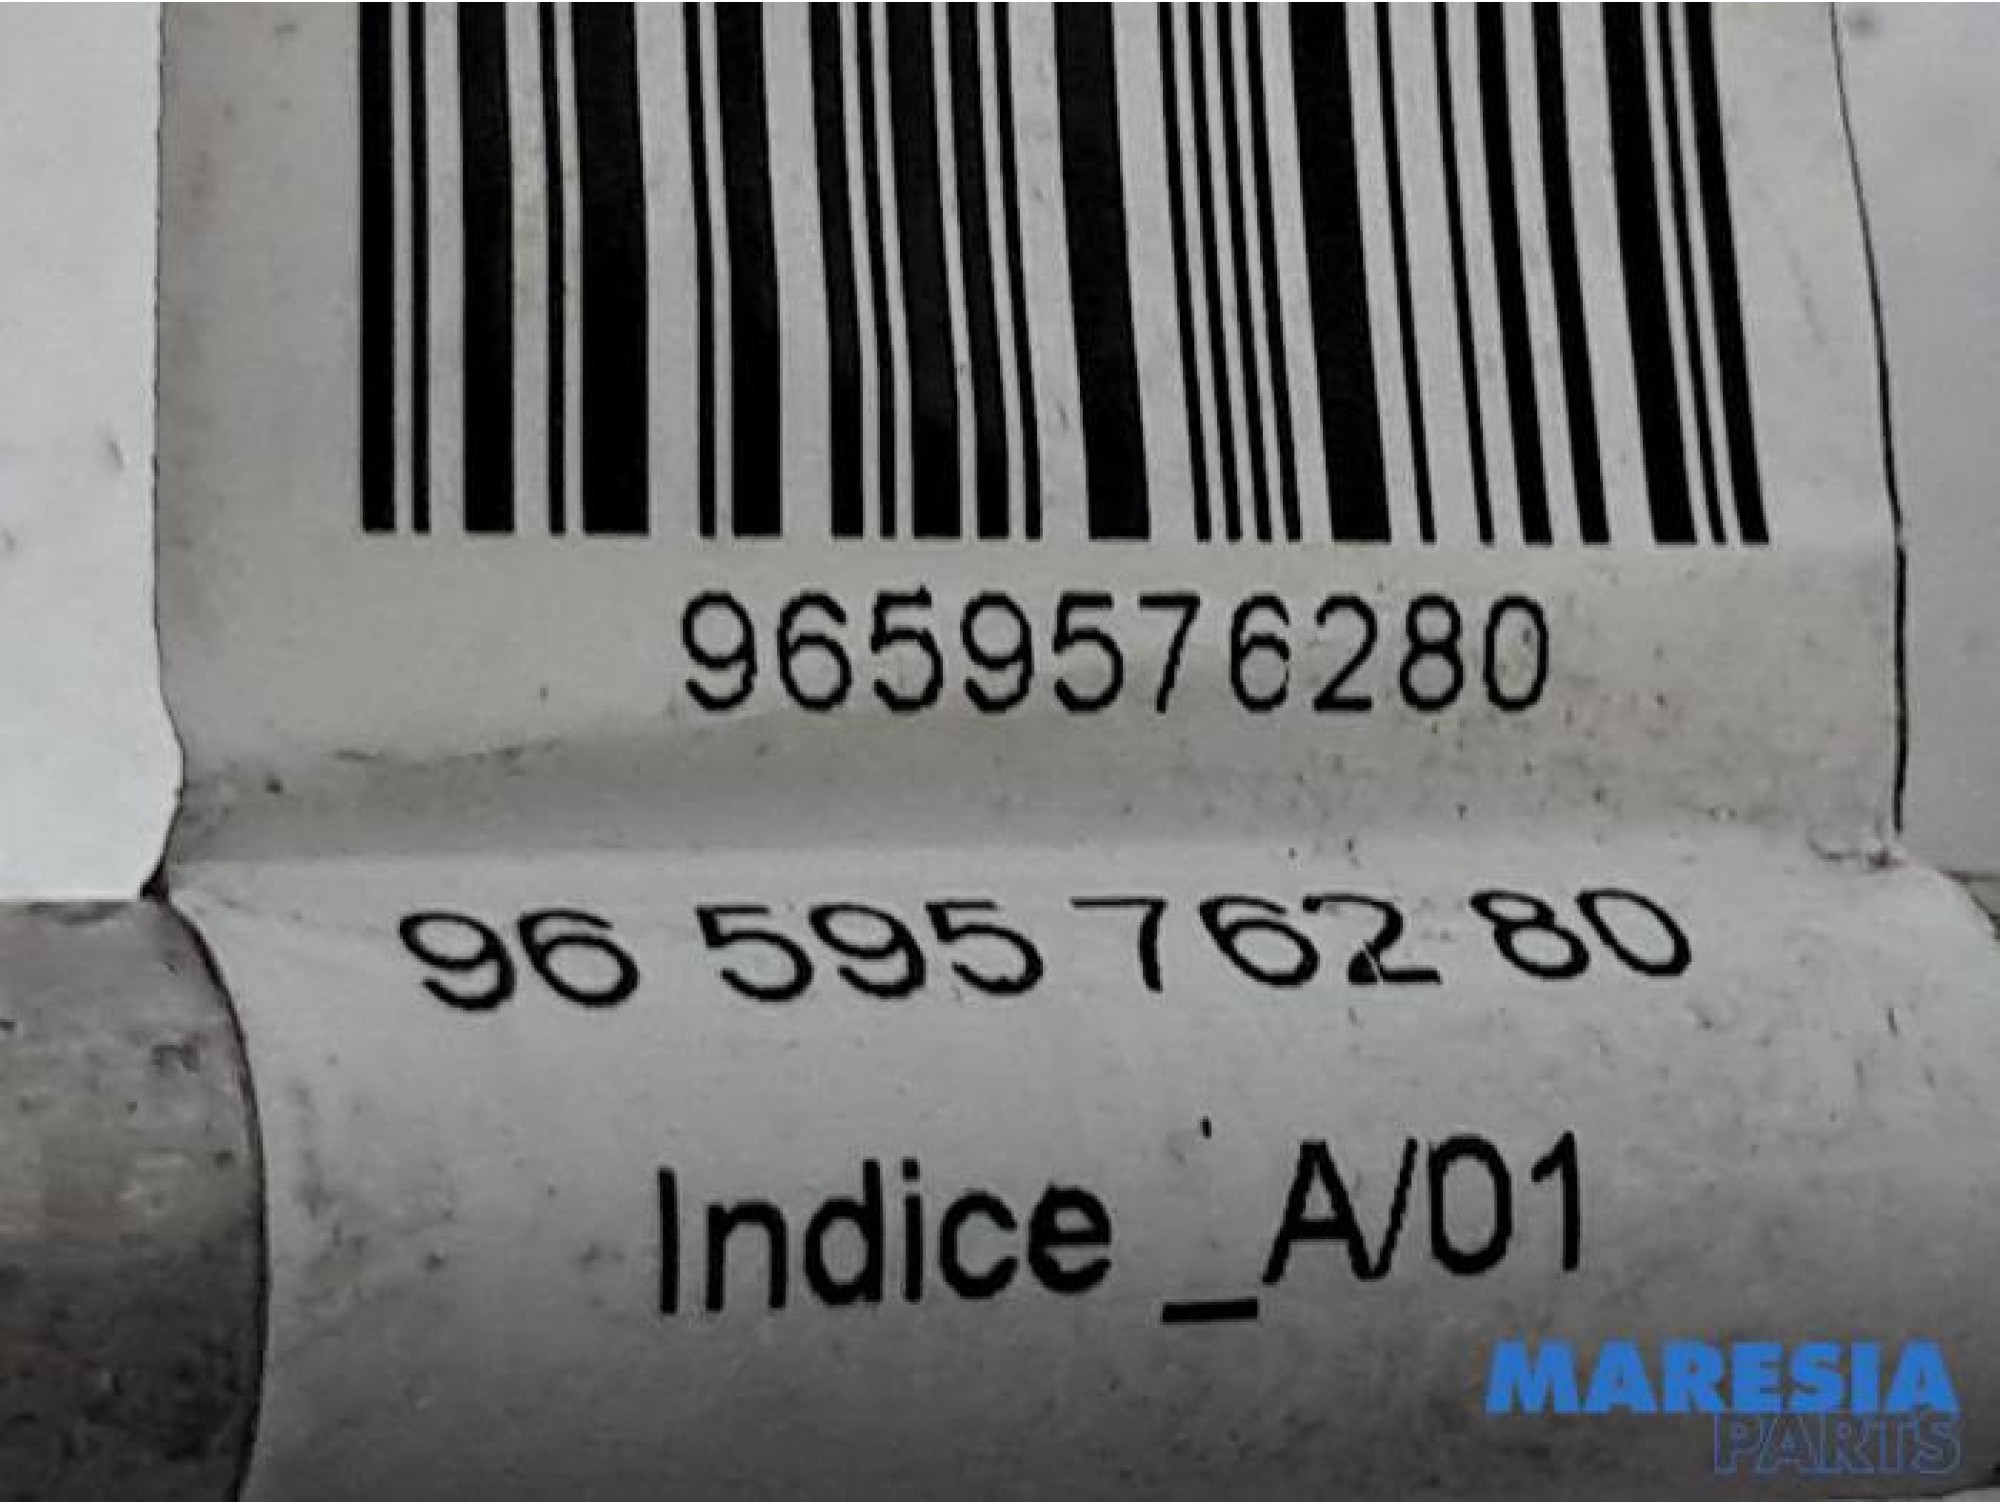 9659576280
96 595 762 80
Indice _A/01
MARESIA
PARTS